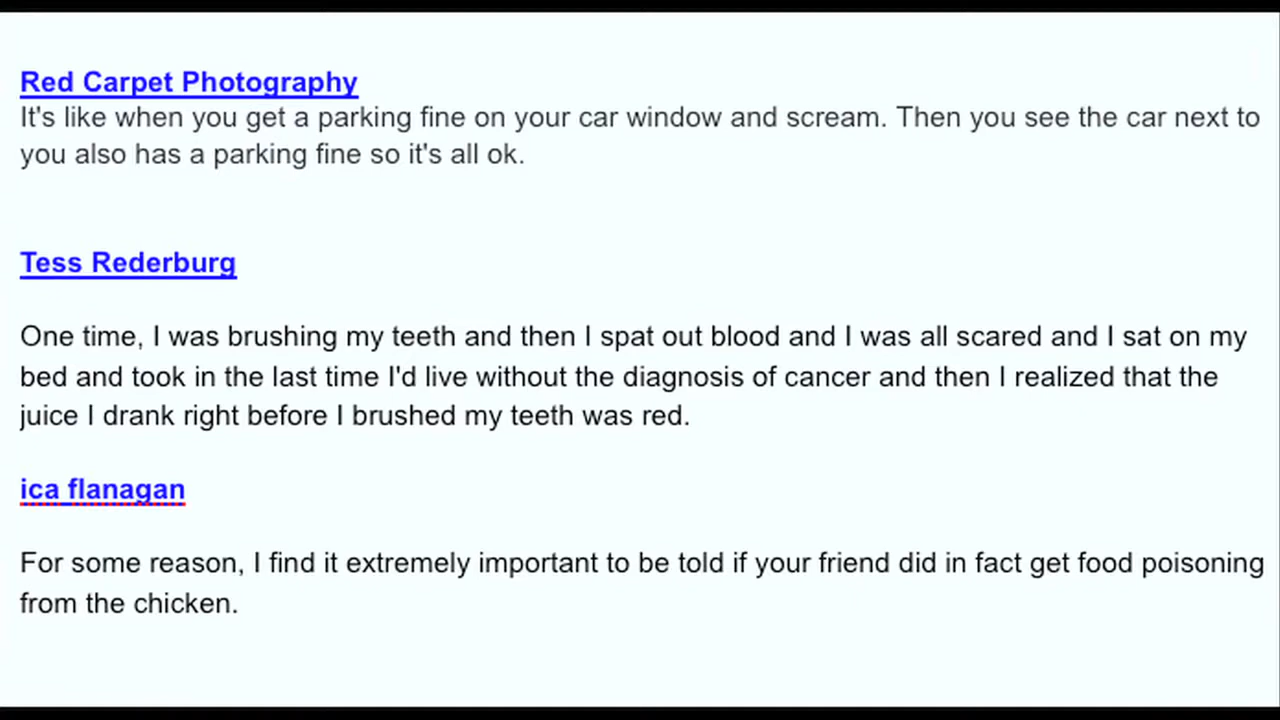 Red Carpet Photography
It's like when you get a parking fine on your car window and scream. Then you see the car next to
you also has a parking fine so it's all ok.
Tess Rederburg
One time, I was brushing my teeth and then I spat out blood and I was all scared and I sat on my
bed and took in the last time I'd live without the diagnosis of cancer and then I realized that the
juice I drank right before I brushed my teeth was red.
ica flanagan
For some reason, I find it extremely important to be told if your friend did in fact get food poisoning
from the chicken.